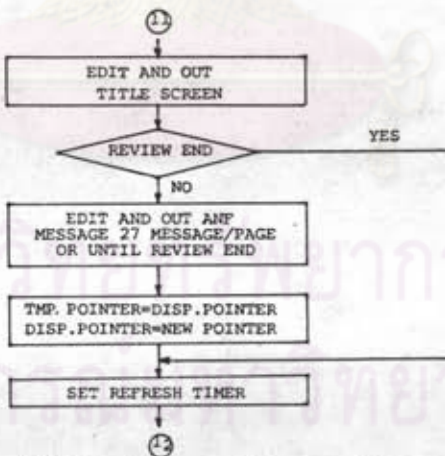 11
EDIT AND OUT
TITLE SCREEN
REVIEW END
YES
NO
EDIT AND OUT ANF
MESSAGE 27 MESSAGE/PAGE
OR UNTIL REVIEW END
TMP. POINTER=DISP.POINTER
DISP.POINTER=NEW POINTER
SET REFRESH TIMER